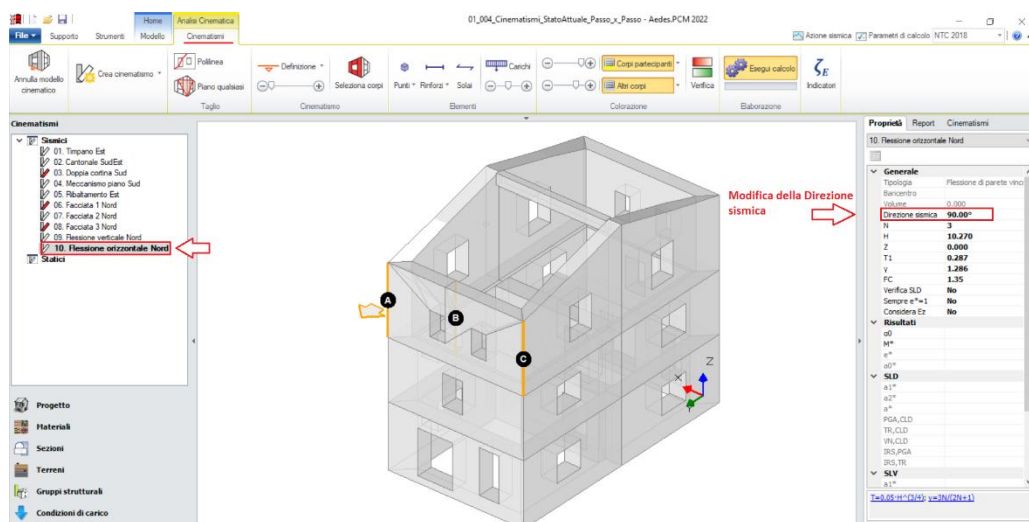 01_004_Cinematismi_StatoAttuale_Passo_x_Passo - Aedes.PCM 2022
Home
Analisi Cinematica
File
Supporto
Strumenti
Modello
Cinematismi
Azione sismica
Parametri di calcolo
NTC 2018
Annulla modello
cinematico
Crea cinematismo
Polilinea
Piano qualsiasi
Taglio
Definizione
Seleziona corpi
Cinematismo
Punti
Rinforzi
Solai
Carichi
Elementi
Corpi partecipanti
Altri corpi
Colorazione
Verifica
Esegui calcolo
Elaborazione
ζE
Indicatori
Cinematismi
Sismici
01. Timpano Est
02. Cantonale SudEst
03. Doppia cortina Sud
04. Meccanismo piano Sud
05. Ribaltamento Est
06. Facciata 1 Nord
07. Facciata 2 Nord
08. Facciata 3 Nord
09. Flessione verticale Nord
10. Flessione orizzontale Nord
Statici
Progetto
Materiali
Sezioni
Terreni
Gruppi strutturali
Condizioni di carico
A
B
C
Z
X
Y
Modifica della Direzione
sismica
Proprietà Report Cinematismi
10. Flessione orizzontale Nord
Generale
Tipologia Flessione di parete vinco
Baricentro
Volume 0.000
Direzione sismica 90.00°
N 3
H 10.270
Z 0.000
T1 0.287
γ 1.286
FC 1.35
Verifica SLD No
Sempre e*=1 No
Considera Ez No
Risultati
α0
M*
e*
a0*
SLD
a1*
a2*
a*
PGA,CLD
TR,CLD
VN,CLD
IRS,PGA
IRS,TR
SLV
a1*
T=0.05·H^(3/4); γ=3N/(2N+1)